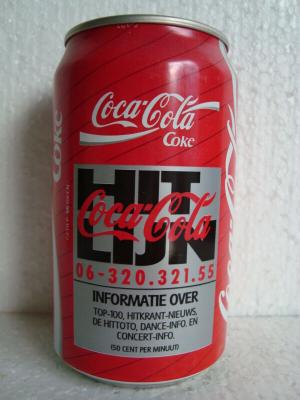 Coca-Cola
Coke
HIT
Coca-Cola
LIJN
06-320.321.55
INFORMATIE OVER
TOP-100, HITKRANT-NIEUWS,
DE HITTOTO, DANCE-INFO. EN
CONCERT-INFO.
(50 CENT PER MINUUT)
Coke